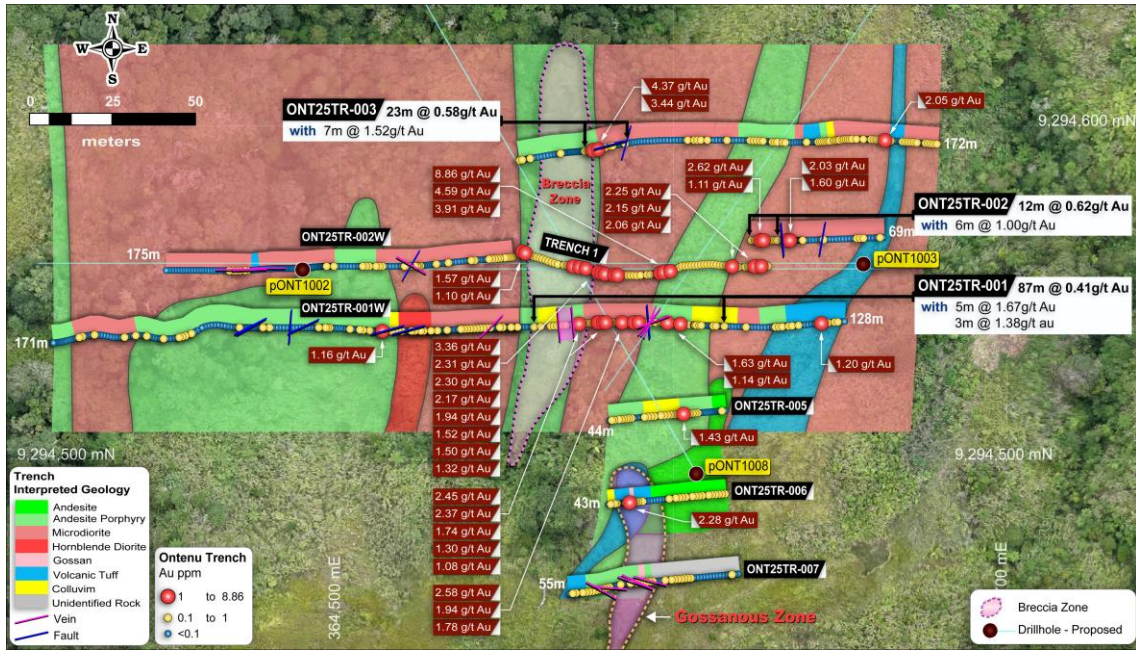 N
W E
S
0 25 50
meters
ONT25TR-003 23m @ 0.58g/t Au
with 7m @ 1.52g/t Au
4.37 g/t Au
3.44 g/t Au
2.05 g/t Au
9,294,600 mN
172m
8.86 g/t Au
4.59 g/t Au
3.91 g/t Au
Breccia
Zone
2.62 g/t Au
1.11 g/t Au
2.03 g/t Au
1.60 g/t Au
2.25 g/t Au
2.15 g/t Au
2.06 g/t Au
ONT25TR-002 12m @ 0.62g/t Au
with 6m @ 1.00g/t Au
69m
ONT25TR-002W
175m
TRENCH 1
pONT1003
pONT1002
1.57 g/t Au
1.10 g/t Au
ONT25TR-001 87m @ 0.41g/t Au
with 5m @ 1.67g/t Au
3m @ 1.38g/t au
ONT25TR-001W
128m
171m
1.16 g/t Au
3.36 g/t Au
2.31 g/t Au
2.30 g/t Au
2.17 g/t Au
1.94 g/t Au
1.52 g/t Au
1.50 g/t Au
1.32 g/t Au
1.63 g/t Au
1.14 g/t Au
1.20 g/t Au
ONT25TR-005
44m
1.43 g/t Au
9,294,500 mN
9,294,500 mN
pONT1008
ONT25TR-006
43m
2.28 g/t Au
2.45 g/t Au
2.37 g/t Au
1.74 g/t Au
1.30 g/t Au
1.08 g/t Au
ONT25TR-007
55m
2.58 g/t Au
1.94 g/t Au
1.78 g/t Au
Gossanous Zone
364,500 mE
00 mE
Trench
Interpreted Geology
Andesite
Andesite Porphyry
Microdiorite
Hornblende Diorite
Gossan
Volcanic Tuff
Colluvim
Unidentified Rock
Vein
Fault
Ontenu Trench
Au ppm
1 to 8.86
0.1 to 1
<0.1
Breccia Zone
Drillhole - Proposed